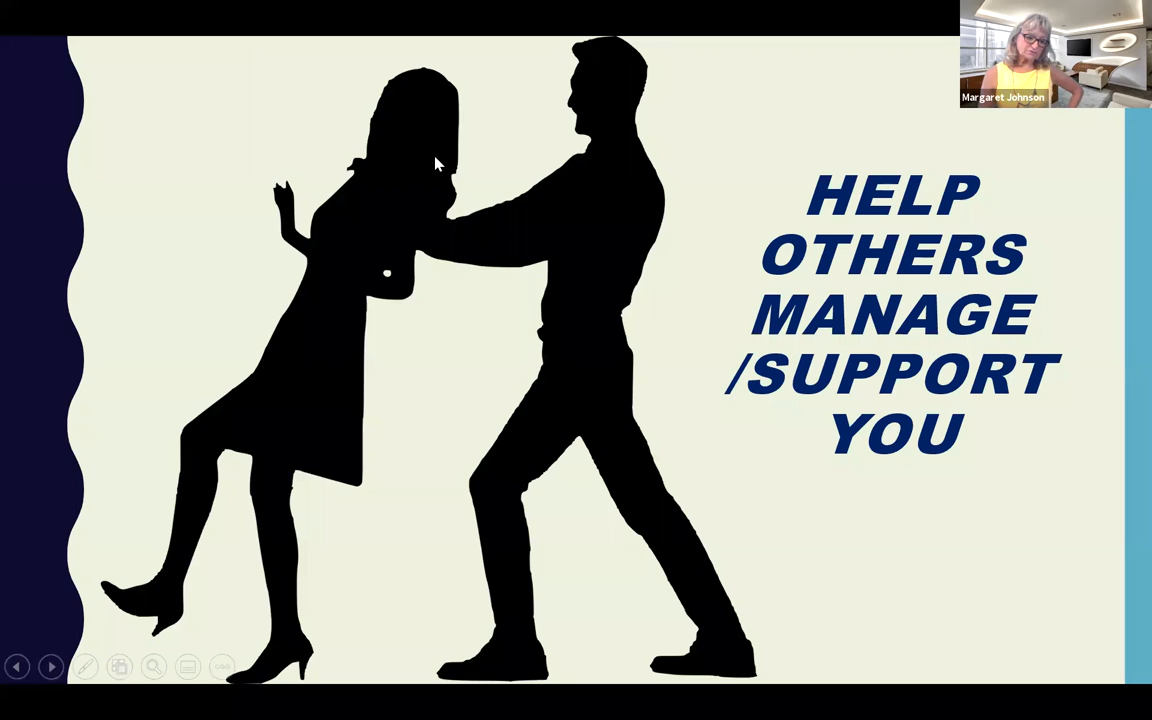 Margaret Johnson
HELP
OTHERS
MANAGE
/SUPPORT
YOU